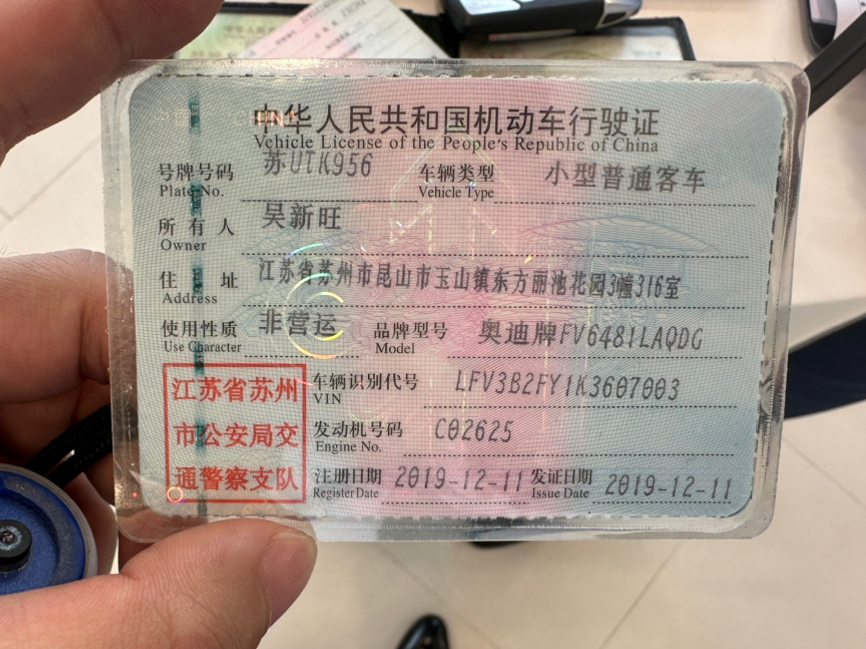 中华人民共和国机动车行驶证
Vehicle License of the People's Republic of China
号牌号码 苏UTK956 车辆类型 小型普通客车
Plate No. Vehicle Type
所有人 吴新旺
Owner
住址 江苏省苏州市昆山市玉山镇东方丽池花园3幢316室
Address
使用性质 非营运 品牌型号 奥迪牌FV6481LAQDG
Use Character Model
江苏省苏州
市公安局交
通警察支队
车辆识别代号 LFV3B2FY1K3607003
VIN
发动机号码 C02625
Engine No.
注册日期 2019-12-11 发证日期 2019-12-11
Register Date Issue Date